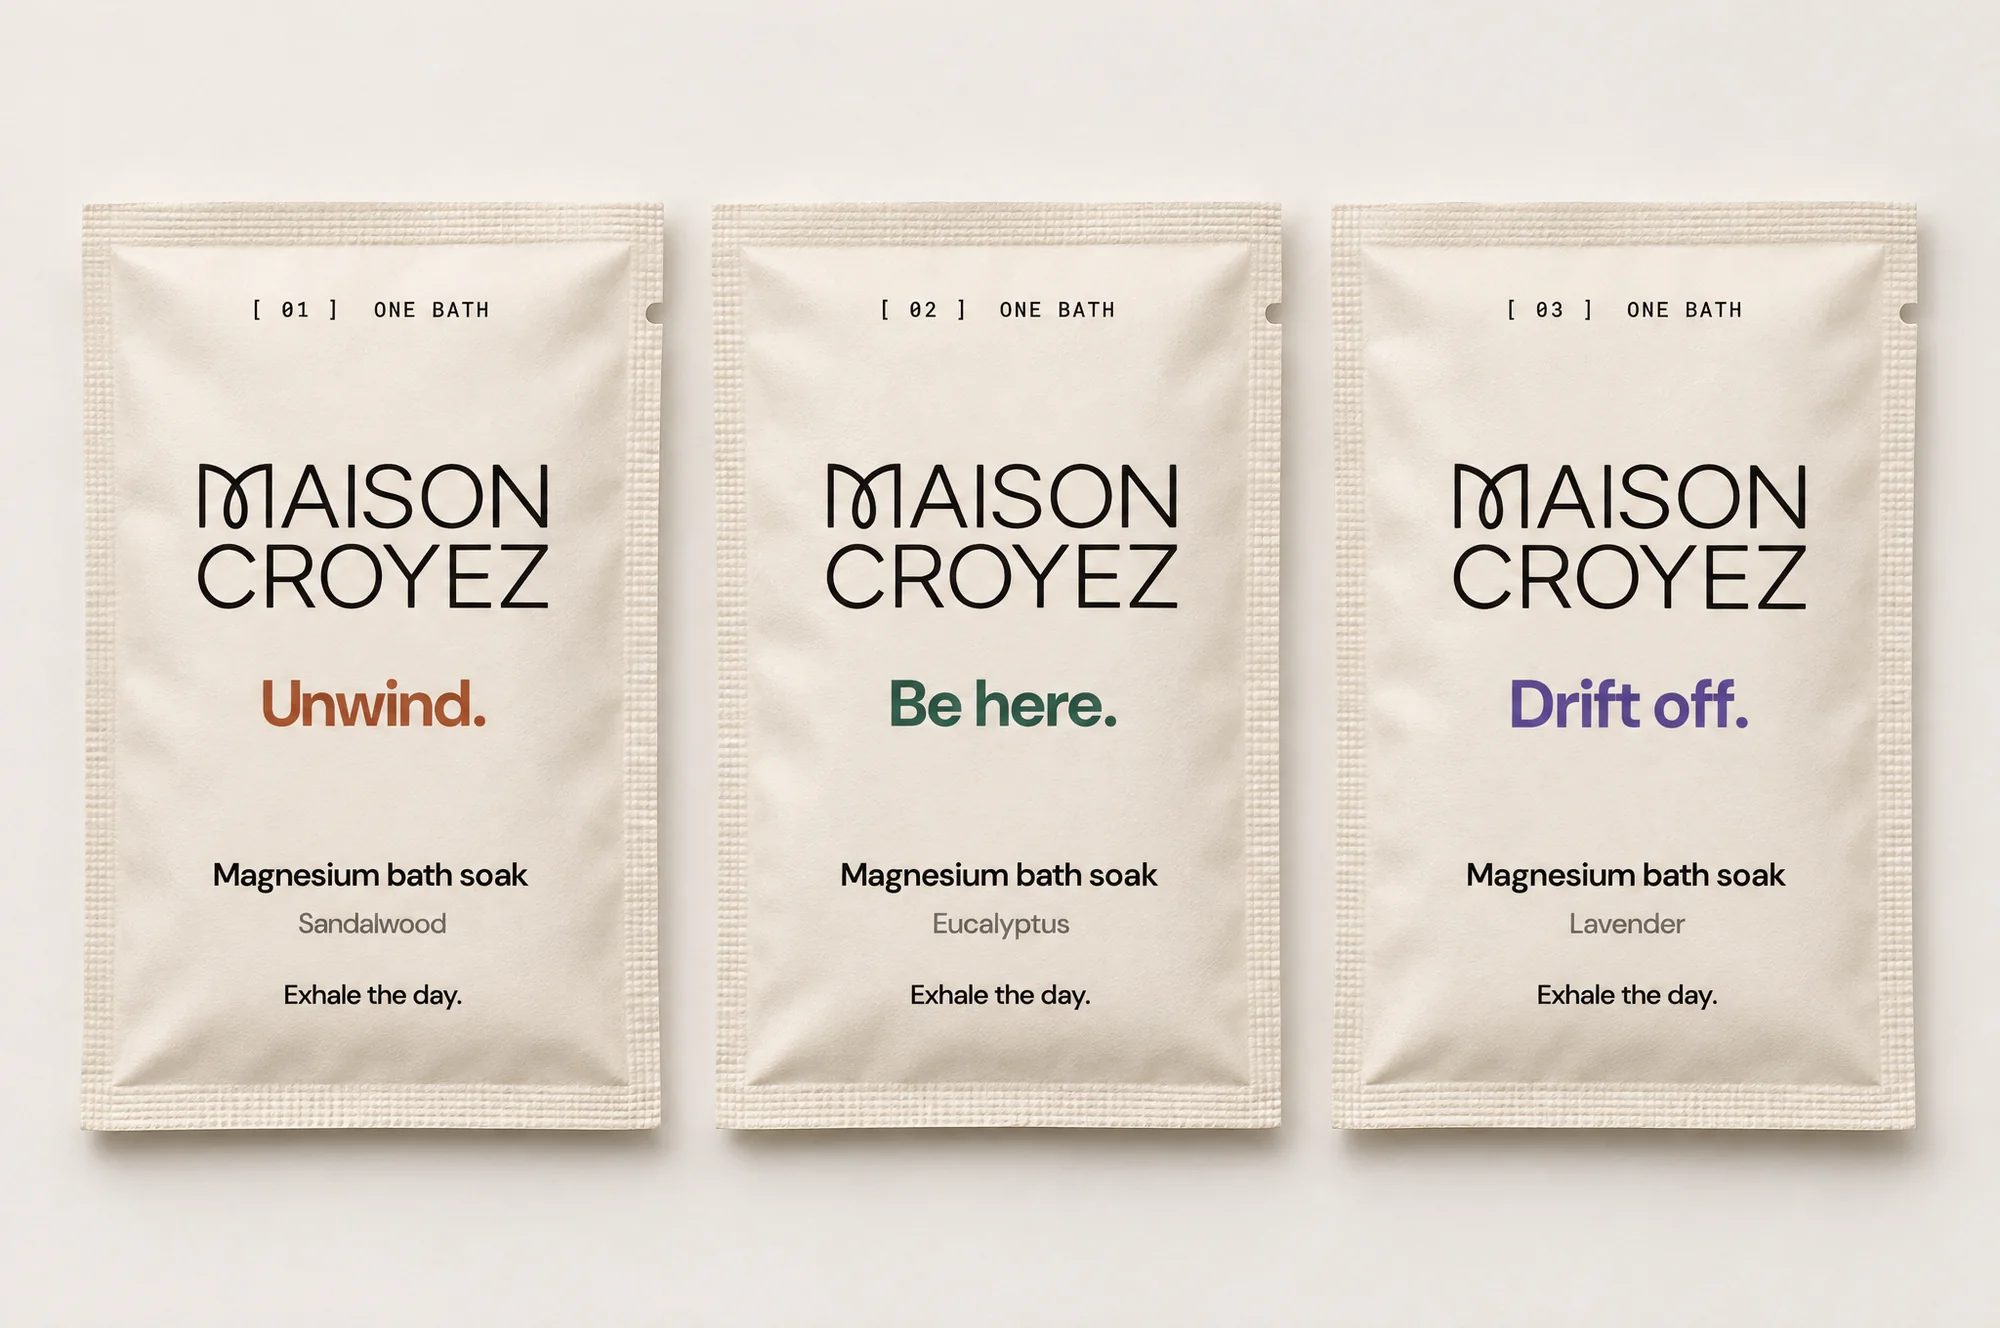 [ 01 ] ONE BATH
MAISON
CROYEZ
Unwind.
Magnesium bath soak
Sandalwood
Exhale the day.
[ 02 ] ONE BATH
MAISON
CROYEZ
Be here.
Magnesium bath soak
Eucalyptus
Exhale the day.
[ 03 ] ONE BATH
MAISON
CROYEZ
Drift off.
Magnesium bath soak
Lavender
Exhale the day.